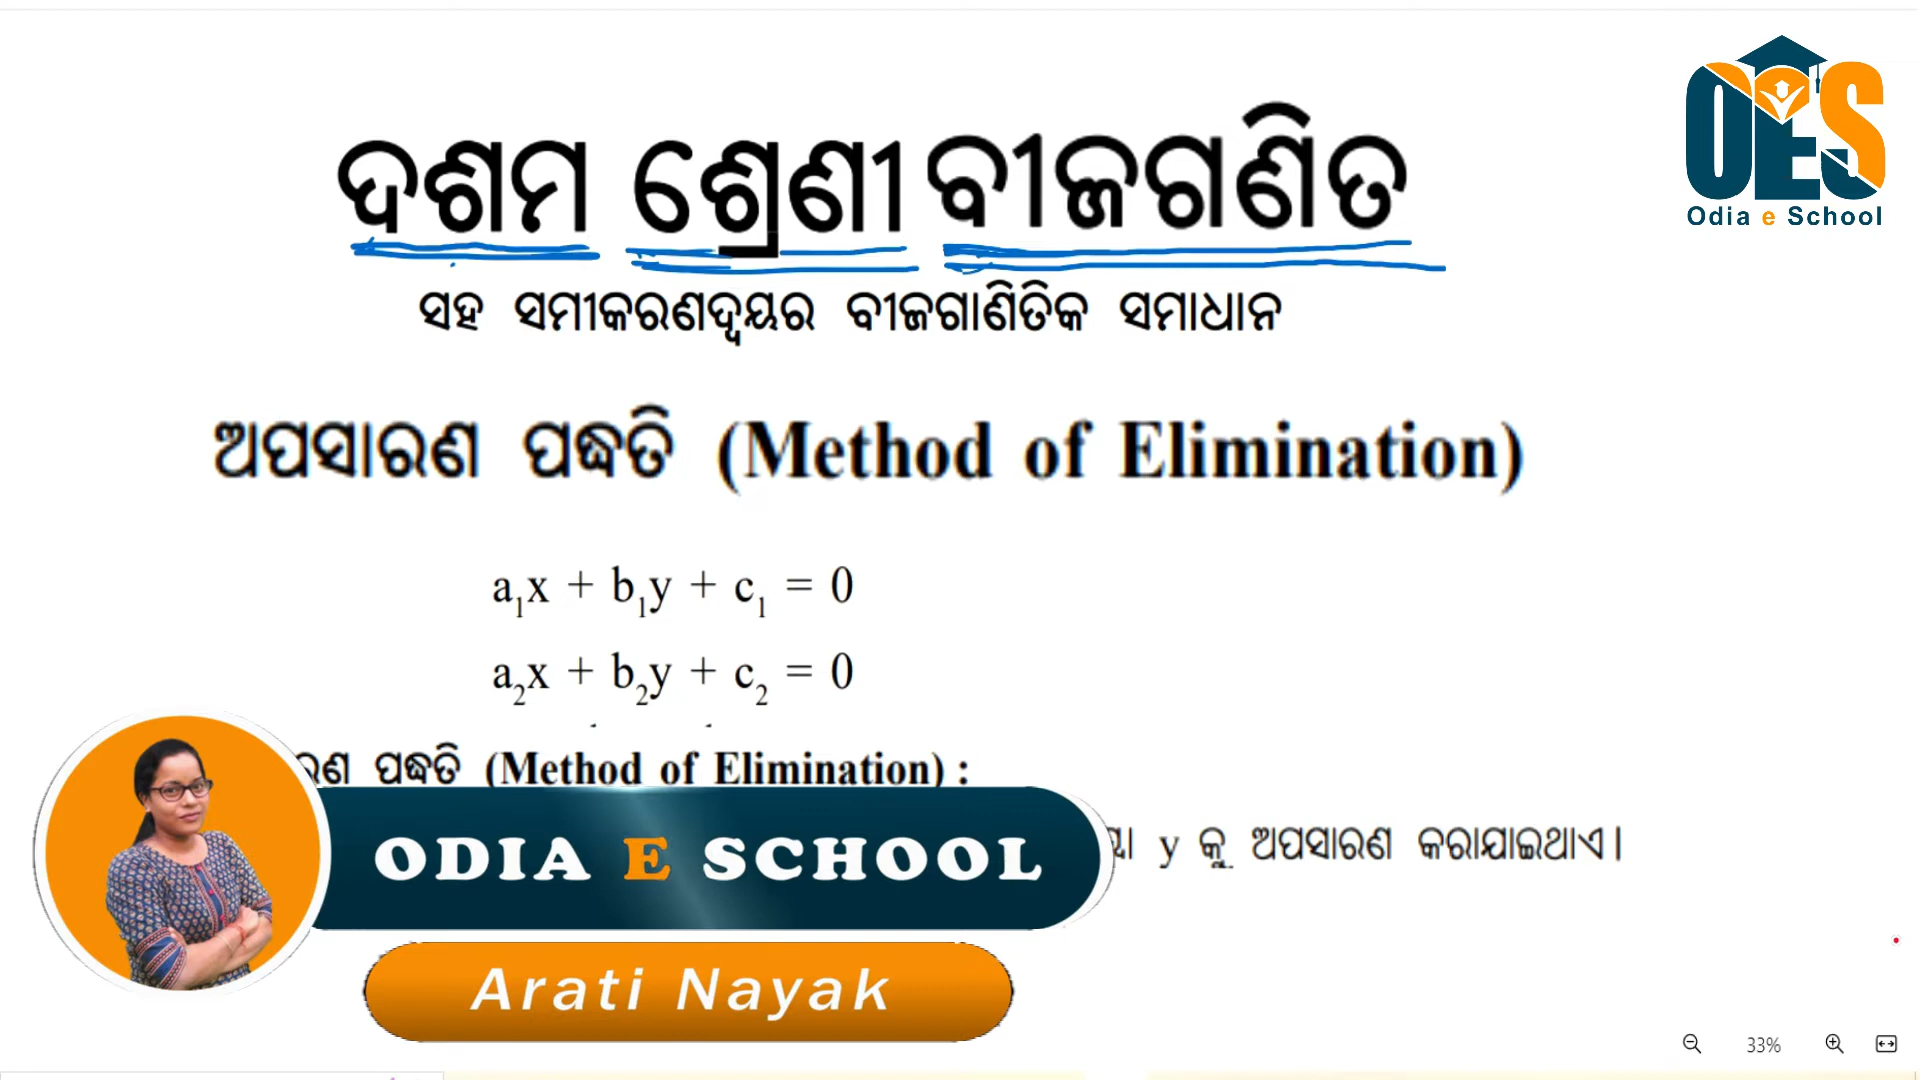 OES
Odia e School
ଦଶମ ଶ୍ରେଣୀ ବୀଜଗଣିତ
ସହ ସମୀକରଣଦ୍ୱୟର ବୀଜଗାଣିତିକ ସମାଧାନ
ଅପସାରଣ ପଦ୍ଧତି (Method of Elimination)
a₁x + b₁y + c₁ = 0
a₂x + b₂y + c₂ = 0
ପଦ୍ଧତି (Method of Elimination) :
y କୁ ଅପସାରଣ କରାଯାଇଥାଏ।
ODIA E SCHOOL
Arati Nayak
33%